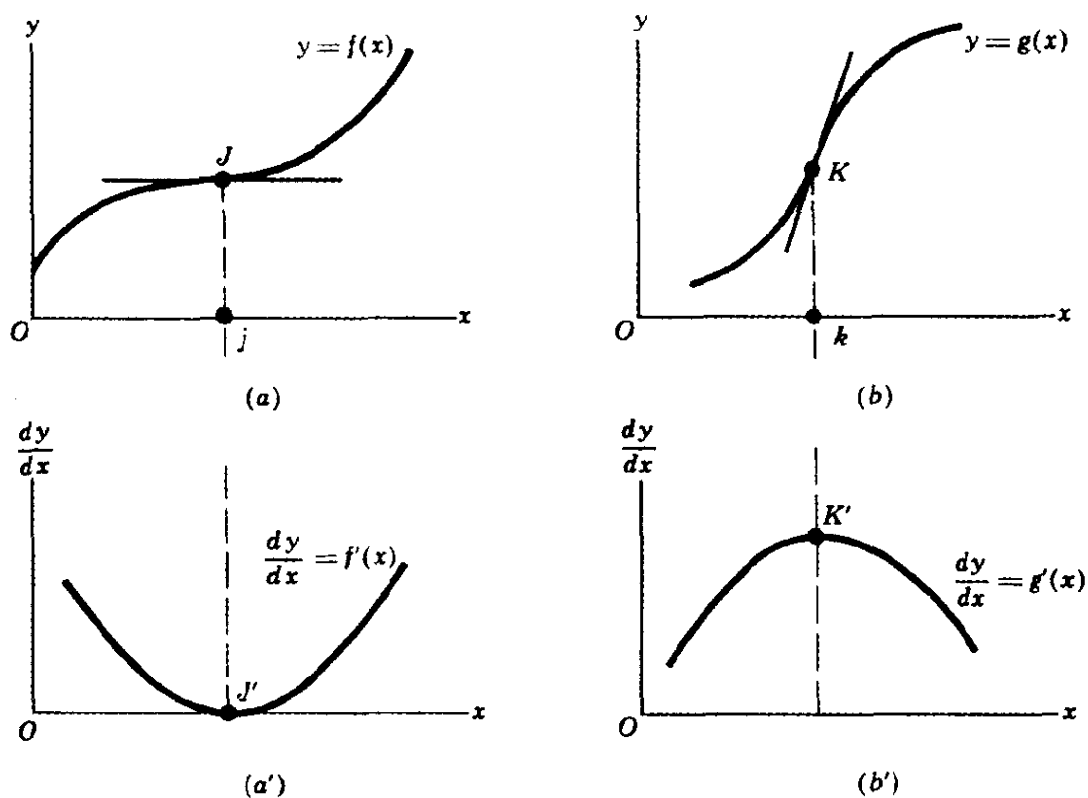 y
y = f(x)
J
O
j
x
(a)
y
y = g(x)
K
O
k
x
(b)
dy
dx
dy
dx
= f'(x)
J'
O
x
(a')
dy
dx
K'
dy
dx
= g'(x)
O
x
(b')